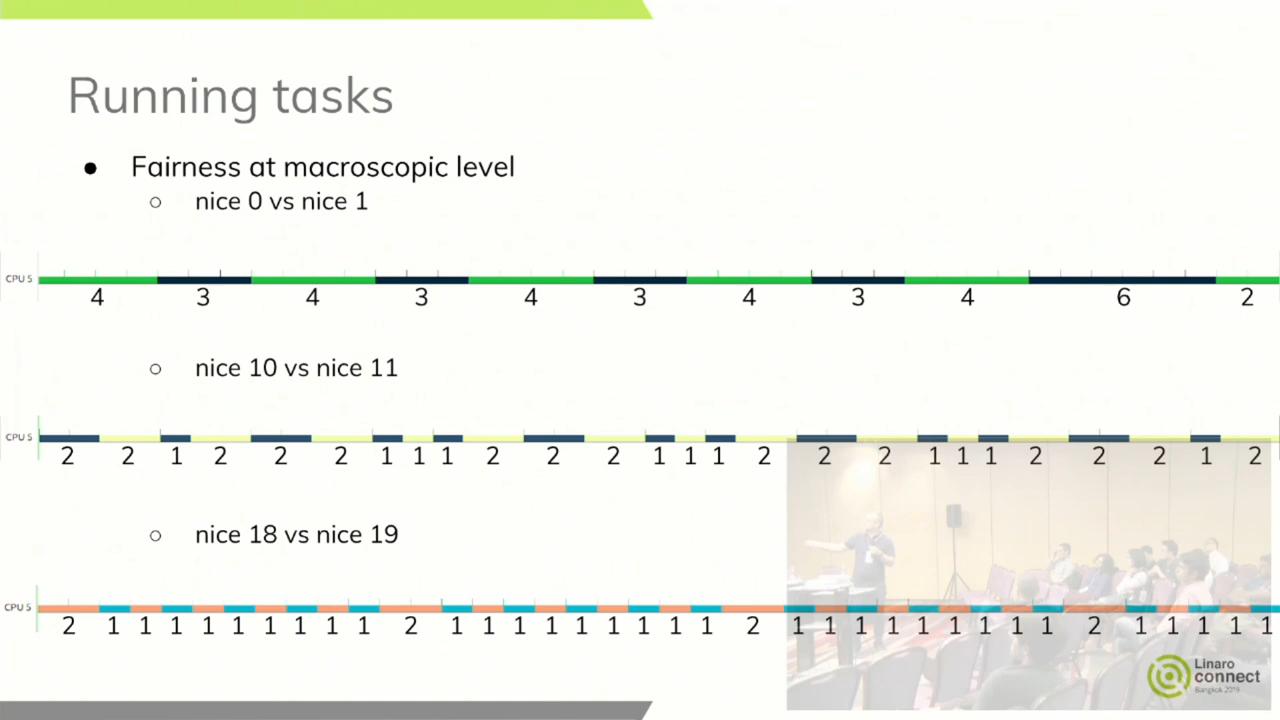 Running tasks
● Fairness at macroscopic level
○ nice 0 vs nice 1
CPU 5
4 3 4 3 4 3 4 3 4 6 2
○ nice 10 vs nice 11
CPU 5
2 2 1 2 2 2 1 1 1 2 2 2 1 1 1 2 2 2 1 1 1 2 2 2 1 2
○ nice 18 vs nice 19
CPU 5
2 1 1 1 1 1 1 1 1 1 2 1 1 1 1 1 1 1 1 2 1 1 1 1 1 1 1 1 1 2 1 1 1 1 1
Linaro
connect
Bangkok 2019